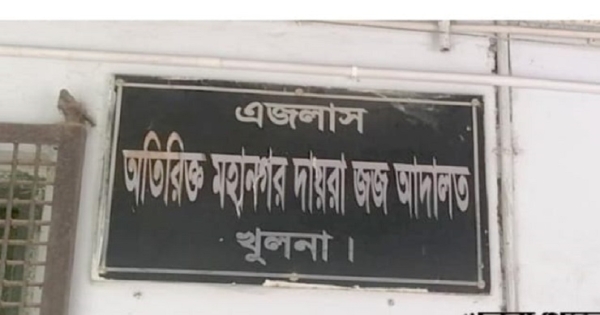 এজলাস
অতিরিক্ত মহানগর দায়রা জজ আদালত
খুলনা।